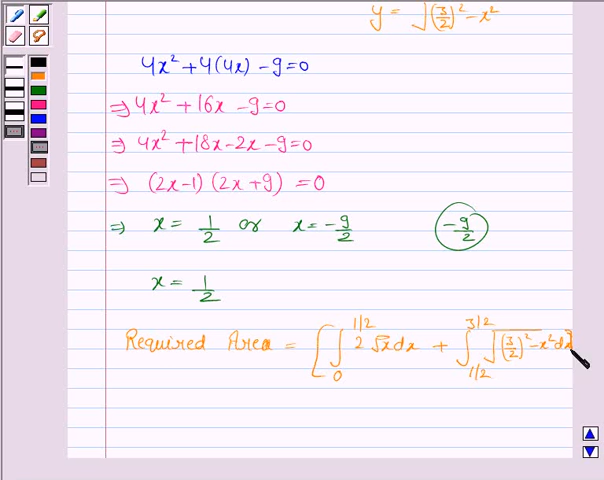 y = √(3/2)² - x²
4x² + 4(4x) - 9 = 0
⇒ 4x² + 16x - 9 = 0
⇒ 4x² + 18x - 2x - 9 = 0
⇒ (2x-1) (2x+9) = 0
⇒ x = 1/2 or x = -9/2 -9/2
x = 1/2
Required Area = [∫₀^{1/2} 2√x dx + ∫_{1/2}^{3/2} √(3/2)² - x² dx]